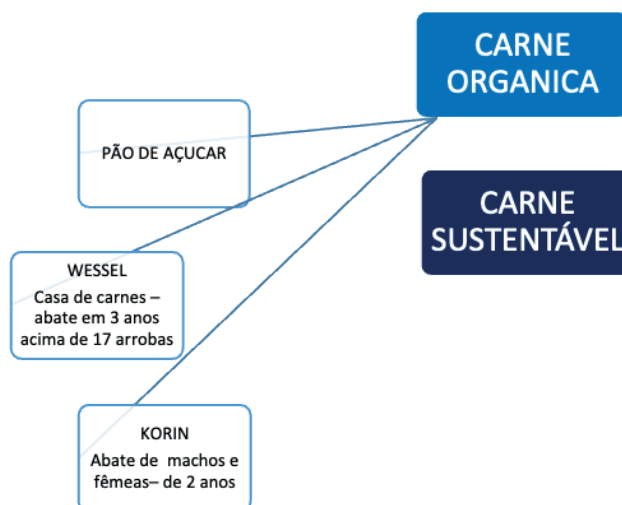 CARNE
ORGANICA
PÃO DE AÇUCAR
CARNE
SUSTENTÁVEL
WESSEL
Casa de carnes –
abate em 3 anos
acima de 17 arrobas
KORIN
Abate de  machos e
fêmeas– de 2 anos